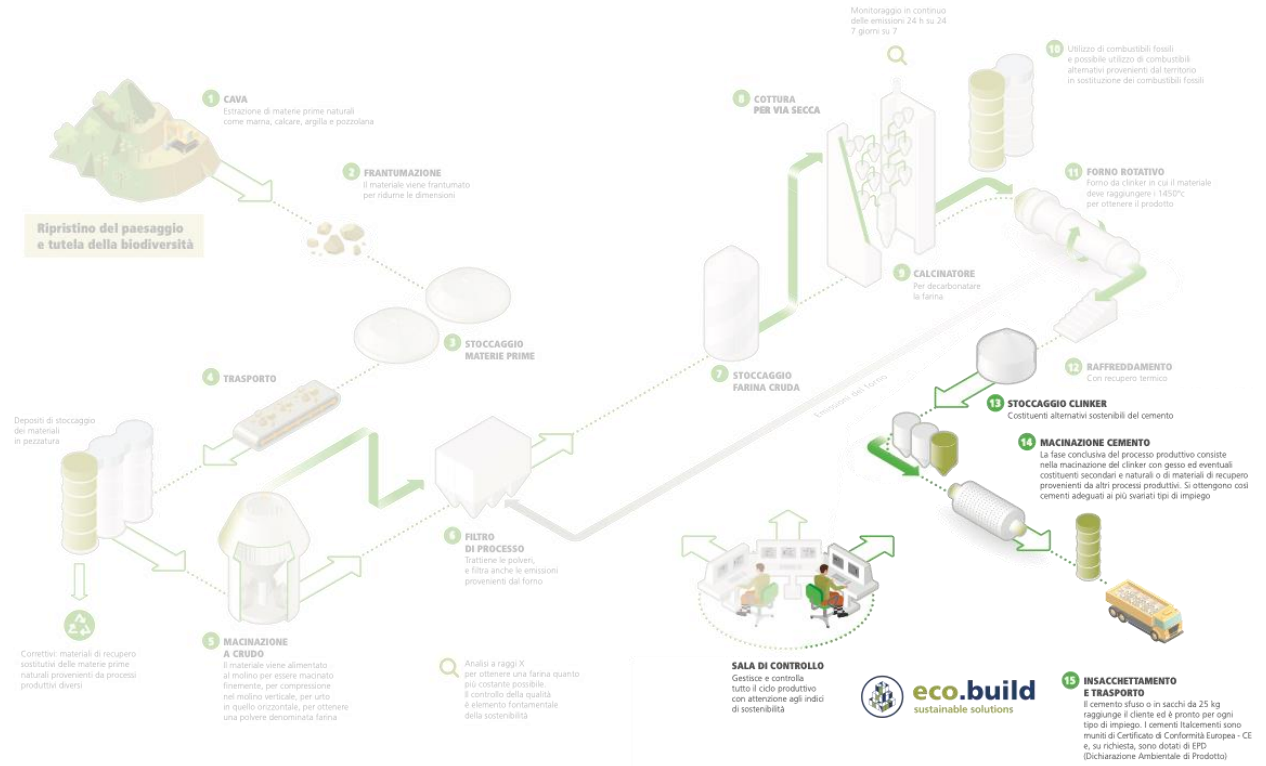 Monitoraggio in continuo
delle emissioni 24 h su 24
7 giorni su 7
10 Utilizzo di combustibili fossili
e possibile utilizzo di combustibili
alternativi provenienti dal territorio
in sostituzione dei combustibili fossili
1 CAVA
Estrazione di materie prime naturali
come marna, calcare, argilla e pozzolana
8 COTTURA
PER VIA SECCA
2 FRANTUMAZIONE
Il materiale viene frantumato
per ridurne le dimensioni
11 FORNO ROTATIVO
Forno da clinker in cui il materiale
deve raggiungere i 1450°c
per ottenere il prodotto
Ripristino del paesaggio
e tutela della biodiversità
9 CALCINATORE
Per decarbonatare
la farina
3 STOCCAGGIO
MATERIE PRIME
4 TRASPORTO
7 STOCCAGGIO
FARINA CRUDA
Emissioni del forno
12 RAFFREDDAMENTO
Con recupero termico
13 STOCCAGGIO CLINKER
Costituenti alternativi sostenibili del cemento
Depositi di stoccaggio
dei materiali
in pezzatura
14 MACINAZIONE CEMENTO
La fase conclusiva del processo produttivo consiste
nella macinazione del clinker con gesso ed eventuali
costituenti secondari e naturali o di materiali di recupero
provenienti da altri processi produttivi. Si ottengono così
cementi adeguati ai più svariati tipi di impiego
6 FILTRO
DI PROCESSO
Trattiene le polveri,
e filtra anche le emissioni
provenienti dal forno
Correttivi: materiali di recupero
sostitutivi delle materie prime
naturali provenienti da processi
produttivi diversi
5 MACINAZIONE
A CRUDO
Il materiale viene alimentato
al molino per essere macinato
finemente, per compressione
nel molino verticale, per urto
in quello orizzontale, per ottenere
una polvere denominata farina
Analisi a raggi X
per ottenere una farina quanto
più costante possibile.
Il controllo della qualità
è elemento fontamentale
della sostenibilità
SALA DI CONTROLLO
Gestisce e controlla
tutto il ciclo produttivo
con attenzione agli indici
di sostenibilità
eco.build
sustainable solutions
15 INSACCHETTAMENTO
E TRASPORTO
Il cemento sfuso o in sacchi da 25 kg
raggiunge il cliente ed è pronto per ogni
tipo di impiego. I cementi Italcementi sono
muniti di Certificato di Conformità Europea - CE
e, su richiesta, sono dotati di EPD
(Dichiarazione Ambientale di Prodotto)